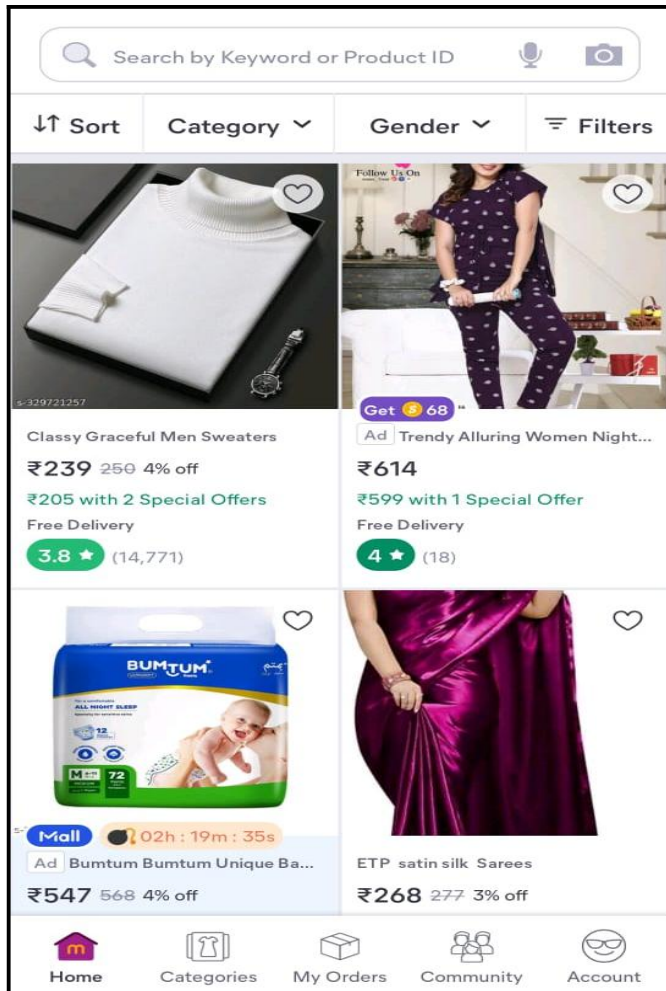 Search by Keyword or Product ID
Sort
Category
Gender
Filters
s-329721257
Follow Us On
Get 68
Classy Graceful Men Sweaters
₹239 250 4% off
₹205 with 2 Special Offers
Free Delivery
3.8 ★ (14,771)
Ad Trendy Alluring Women Night...
₹614
₹599 with 1 Special Offer
Free Delivery
4 ★ (18)
BUMTUM
ALL NIGHT SLEEP
12
M
72
Mall
02h : 19m : 35s
Ad Bumtum Bumtum Unique Ba...
₹547 568 4% off
ETP satin silk Sarees
₹268 277 3% off
m
Home
Categories
My Orders
Community
Account